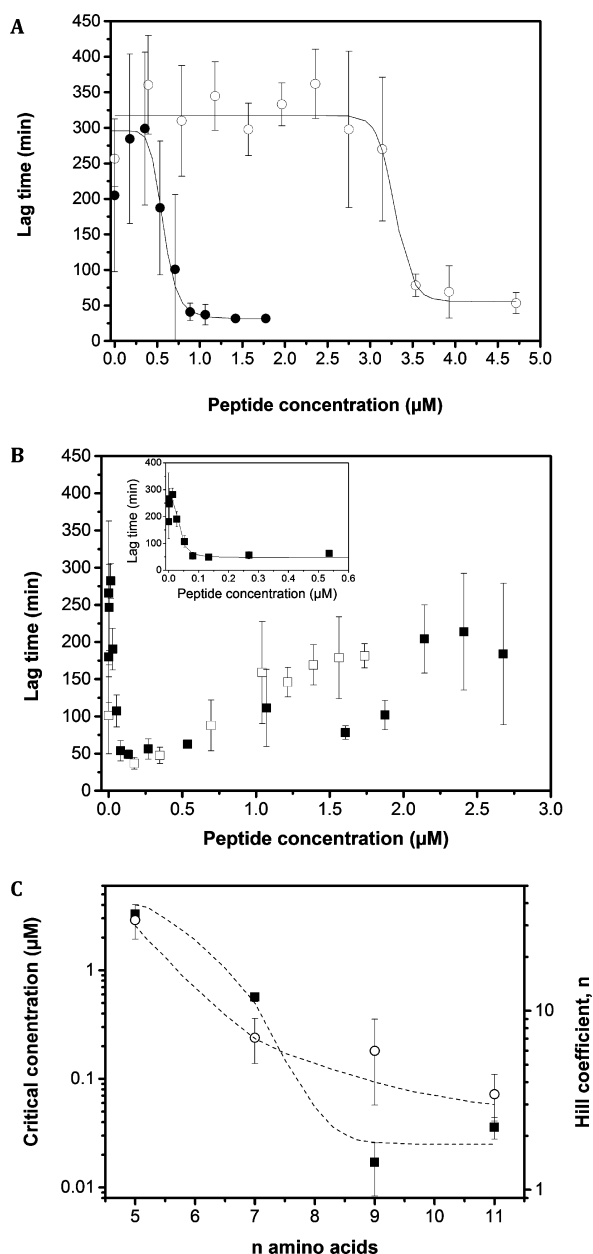 A
450
400
350
300
250
200
150
100
50
0
Lag time (min)
0.0 0.5 1.0 1.5 2.0 2.5 3.0 3.5 4.0 4.5 5.0
Peptide concentration (µM)
B
450
400
350
300
250
200
150
100
50
0
Lag time (min)
400
300
200
100
0
Lag time (min)
0.0 0.1 0.2 0.3 0.4 0.5 0.6
Peptide concentration (µM)
0.0 0.5 1.0 1.5 2.0 2.5 3.0
Peptide concentration (µM)
C
1
0.1
0.01
Critical conentration (µM)
10
1
Hill coefficient, n
5 6 7 8 9 10 11
n amino acids